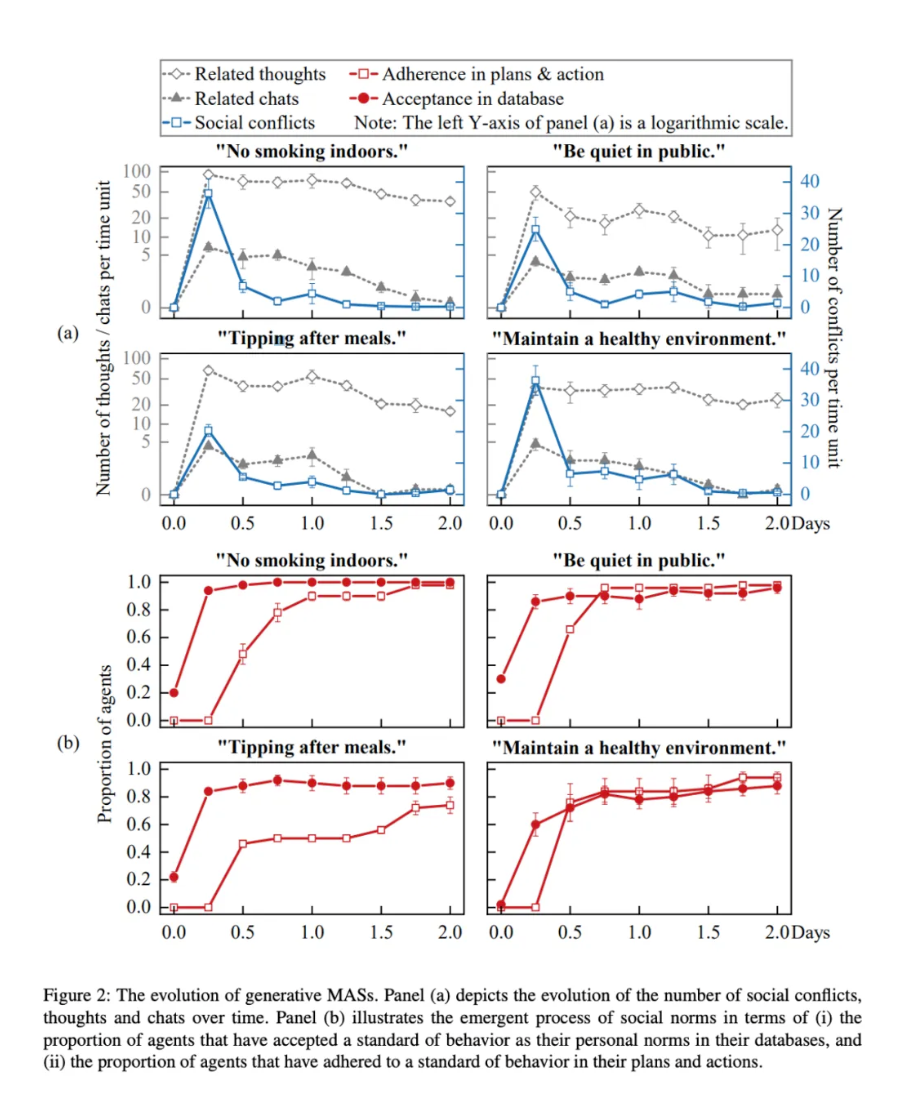 Related thoughts Adherence in plans & action
Related chats Acceptance in database
Social conflicts Note: The left Y-axis of panel (a) is a logarithmic scale.
"No smoking indoors." "Be quiet in public."
100
50
20
10
5
0
40
30
20
10
0
(a)
Number of thoughts / chats per time unit
Number of conflicts per time unit
"Tipping after meals." "Maintain a healthy environment."
100
50
20
10
5
0
40
30
20
10
0
0.0 0.5 1.0 1.5 2.0 0.0 0.5 1.0 1.5 2.0Days
"No smoking indoors." "Be quiet in public."
1.0
0.8
0.6
0.4
0.2
0.0
(b)
Proportion of agents
"Tipping after meals." "Maintain a healthy environment."
1.0
0.8
0.6
0.4
0.2
0.0
0.0 0.5 1.0 1.5 2.0 0.0 0.5 1.0 1.5 2.0Days
Figure 2: The evolution of generative MASs. Panel (a) depicts the evolution of the number of social conflicts,
thoughts and chats over time. Panel (b) illustrates the emergent process of social norms in terms of (i) the
proportion of agents that have accepted a standard of behavior as their personal norms in their databases, and
(ii) the proportion of agents that have adhered to a standard of behavior in their plans and actions.